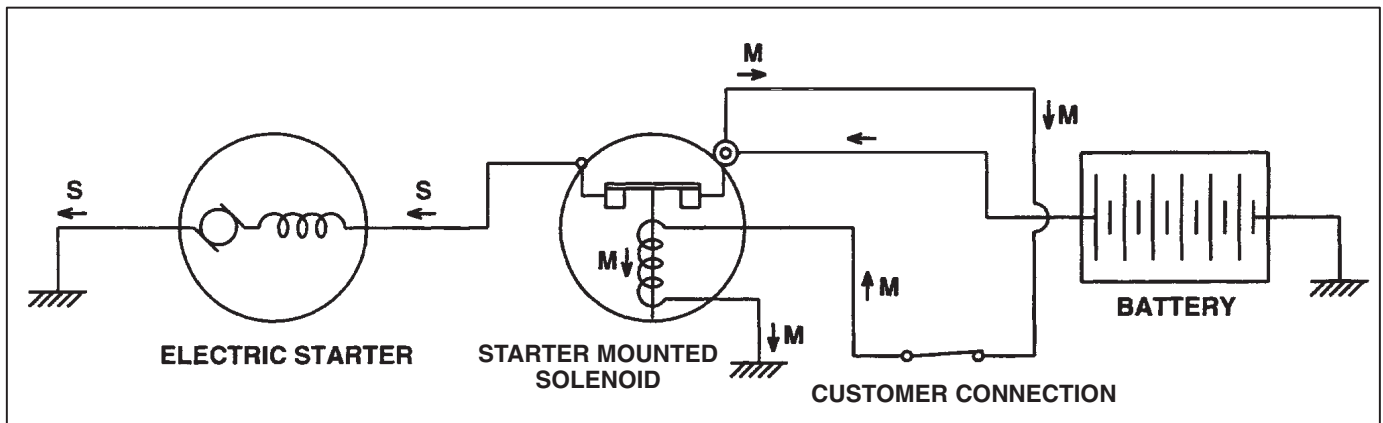 M
M
S
S
M
M
M
BATTERY
ELECTRIC STARTER
STARTER MOUNTED
SOLENOID
CUSTOMER CONNECTION